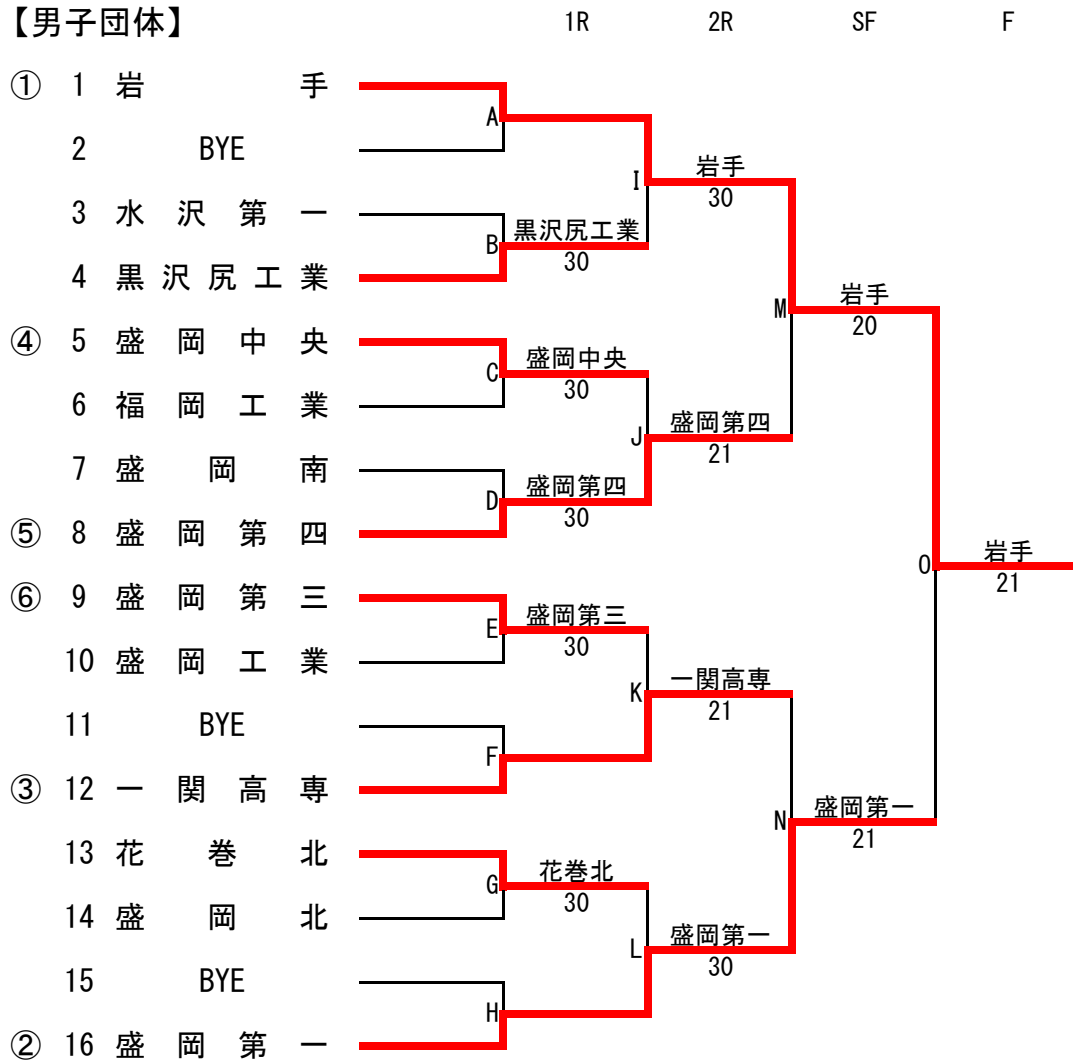 【男子団体】 1R 2R SF F
① 1 岩手
A
2 BYE
I 岩手
30
3 水沢第一
B 黒沢尻工業
30
4 黒沢尻工業
M 岩手
20
④ 5 盛岡中央
C 盛岡中央
30
6 福岡工業
J 盛岡第四
21
7 盛岡南
D 盛岡第四
30
⑤ 8 盛岡第四
O 岩手
21
⑥ 9 盛岡第三
E 盛岡第三
30
10 盛岡工業
K 一関高専
21
11 BYE
F
③ 12 一関高専
N 盛岡第一
21
13 花巻北
G 花巻北
30
14 盛岡北
L 盛岡第一
30
15 BYE
H
② 16 盛岡第一